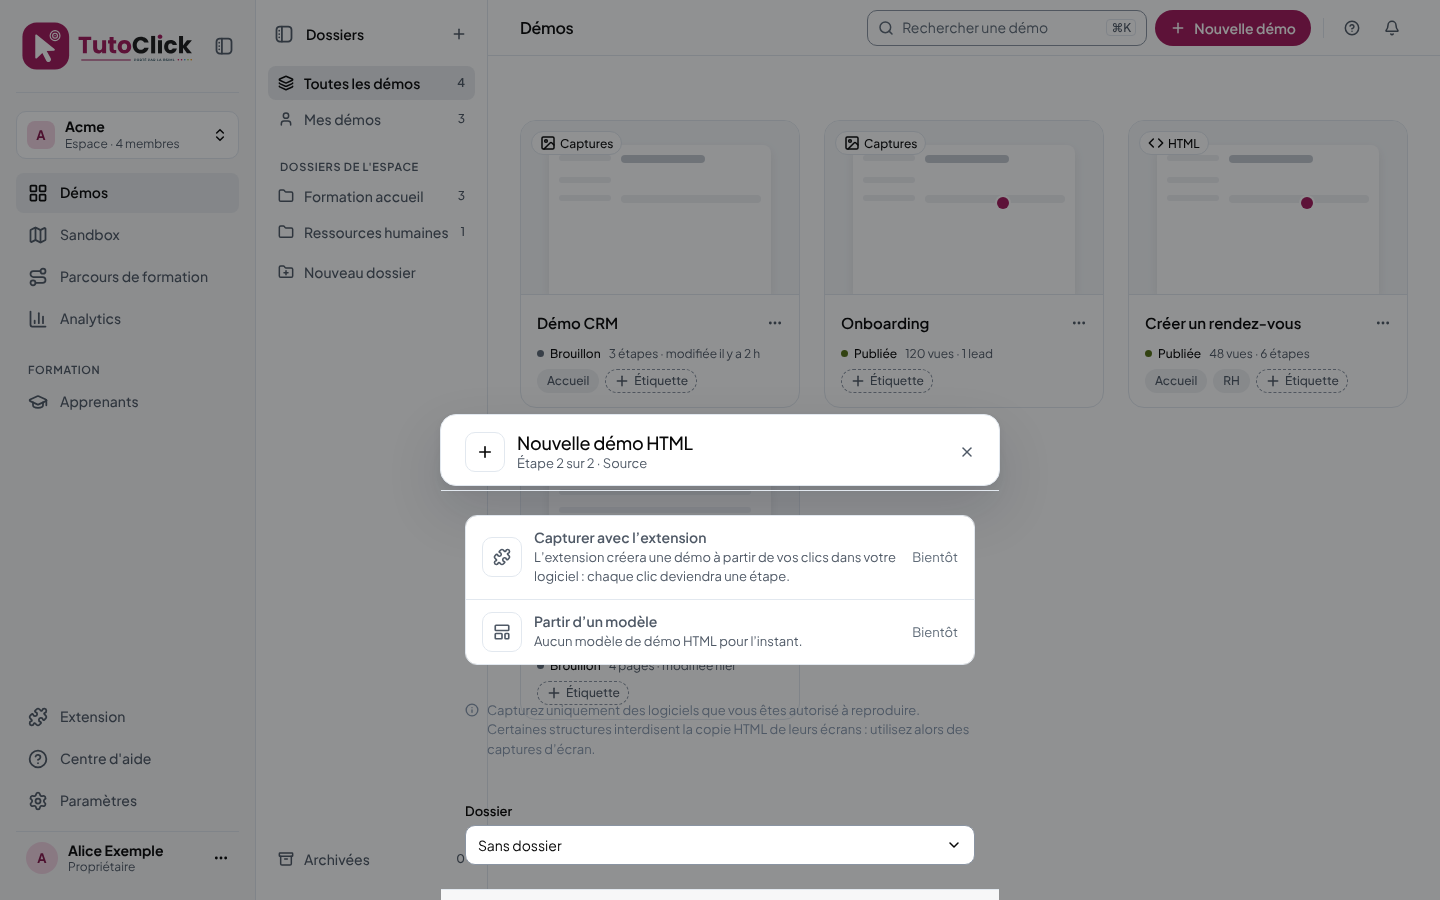 TutoClick
Acme
Espace · 4 membres
Démos
Sandbox
Parcours de formation
Analytics
FORMATION
Apprenants
Extension
Centre d'aide
Paramètres
A
Alice Exemple
Propriétaire
Dossiers
Toutes les démos 4
Mes démos 3
DOSSIERS DE L'ESPACE
Formation accueil 3
Ressources humaines 1
Nouveau dossier
Archivées 0
Démos
Rechercher une démo ⌘K
Nouvelle démo
Captures
Démo CRM
Brouillon 3 étapes · modifiée il y a 2 h
Accueil
Étiquette
Captures
Onboarding
Publiée 120 vues · 1 lead
Étiquette
HTML
Créer un rendez-vous
Publiée 48 vues · 6 étapes
Accueil RH Étiquette
Nouvelle démo HTML
Étape 2 sur 2 · Source
Capturer avec l’extension
L’extension créera une démo à partir de vos clics dans votre
logiciel : chaque clic deviendra une étape.
Bientôt
Partir d’un modèle
Aucun modèle de démo HTML pour l’instant.
Bientôt
Brouillon 4 pages · modifiée hier
Étiquette
Capturez uniquement des logiciels que vous êtes autorisé à reproduire.
Certaines structures interdisent la copie HTML de leurs écrans : utilisez alors des
captures d’écran.
Dossier
Sans dossier